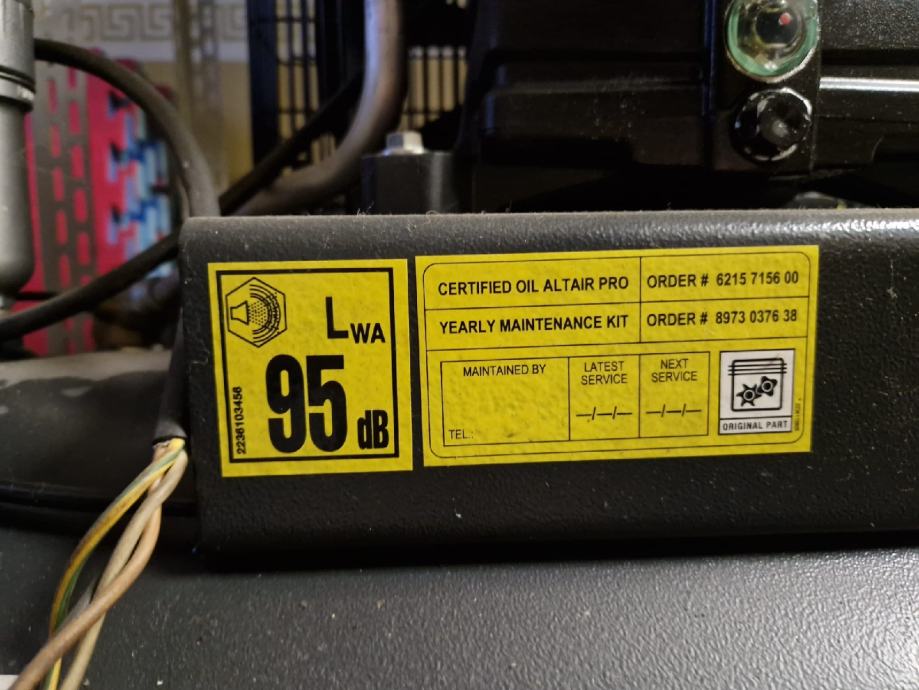 LWA
95 dB
2236103456
CERTIFIED OIL ALTAIR PRO
ORDER # 6215 7156 00
YEARLY MAINTENANCE KIT
ORDER # 8973 0376 38
MAINTAINED BY
TEL.:
LATEST
SERVICE
_/_/_
NEXT
SERVICE
_/_/_
ORIGINAL PART